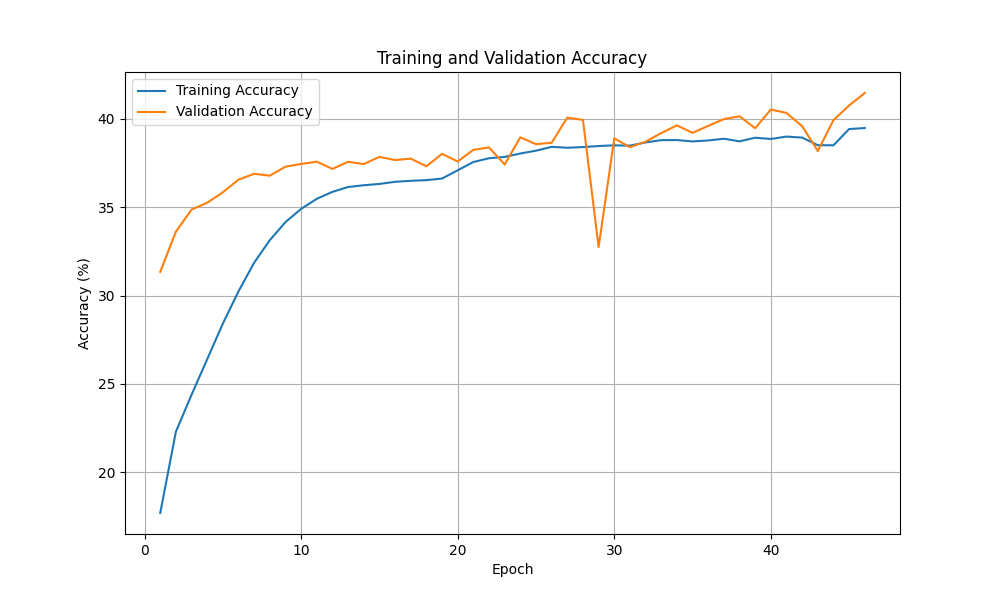 Training and Validation Accuracy
Training Accuracy
Validation Accuracy
40
35
30
25
20
Accuracy (%)
0 10 20 30 40
Epoch